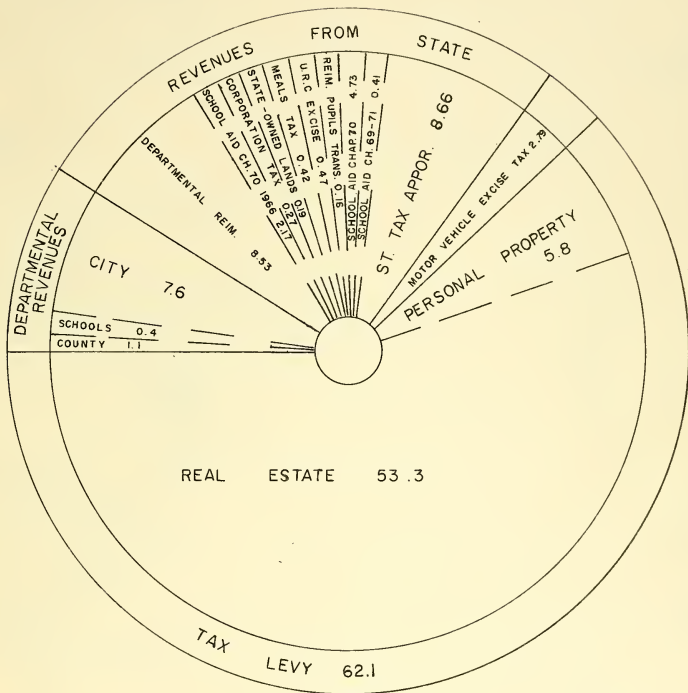 REVENUES FROM STATE
DEPARTMENTAL REVENUES
COUNTY 1.1
SCHOOLS 0.4
CITY 7.6
DEPARTMENTAL REIM. 8.53
SCHOOL AID CH. 70 1966 2.17
CORPORATION TAX 0.27
STATE-OWNED LANDS 0.19
MEALS TAX 0.42
U.R.C EXCISE 0.47
REIM. PUPILS TRANS. 0.16
SCHOOL AID CHAP. 70 4.73
SCHOOL AID CH. 69-71 0.41
ST. TAX APPOR. 8.66
MOTOR VEHICLE EXCISE TAX 2.79
PERSONAL PROPERTY
5.8
REAL ESTATE 53.3
TAX LEVY 62.1